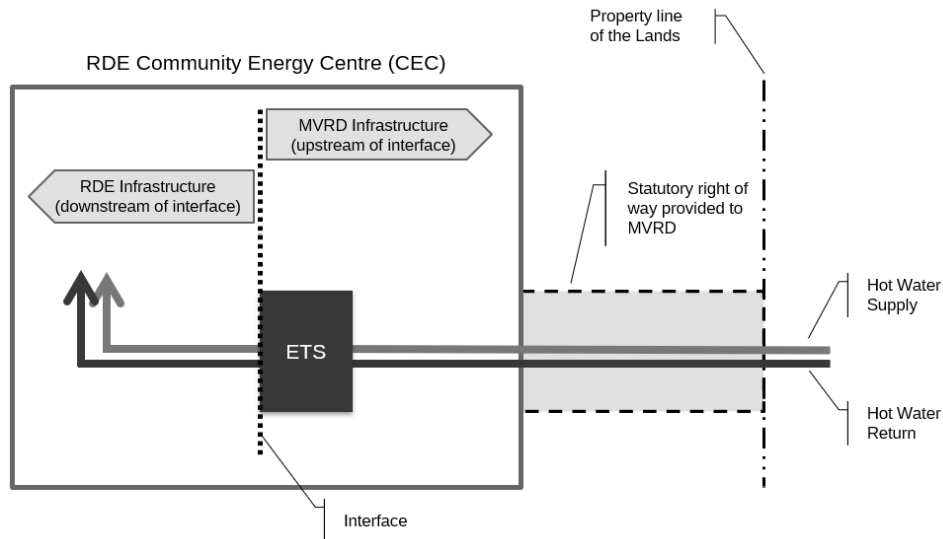 Property line
of the Lands
RDE Community Energy Centre (CEC)
MVRD Infrastructure
(upstream of interface)
RDE Infrastructure
(downstream of interface)
Statutory right of
way provided to
MVRD
Hot Water
Supply
ETS
Hot Water
Return
Interface